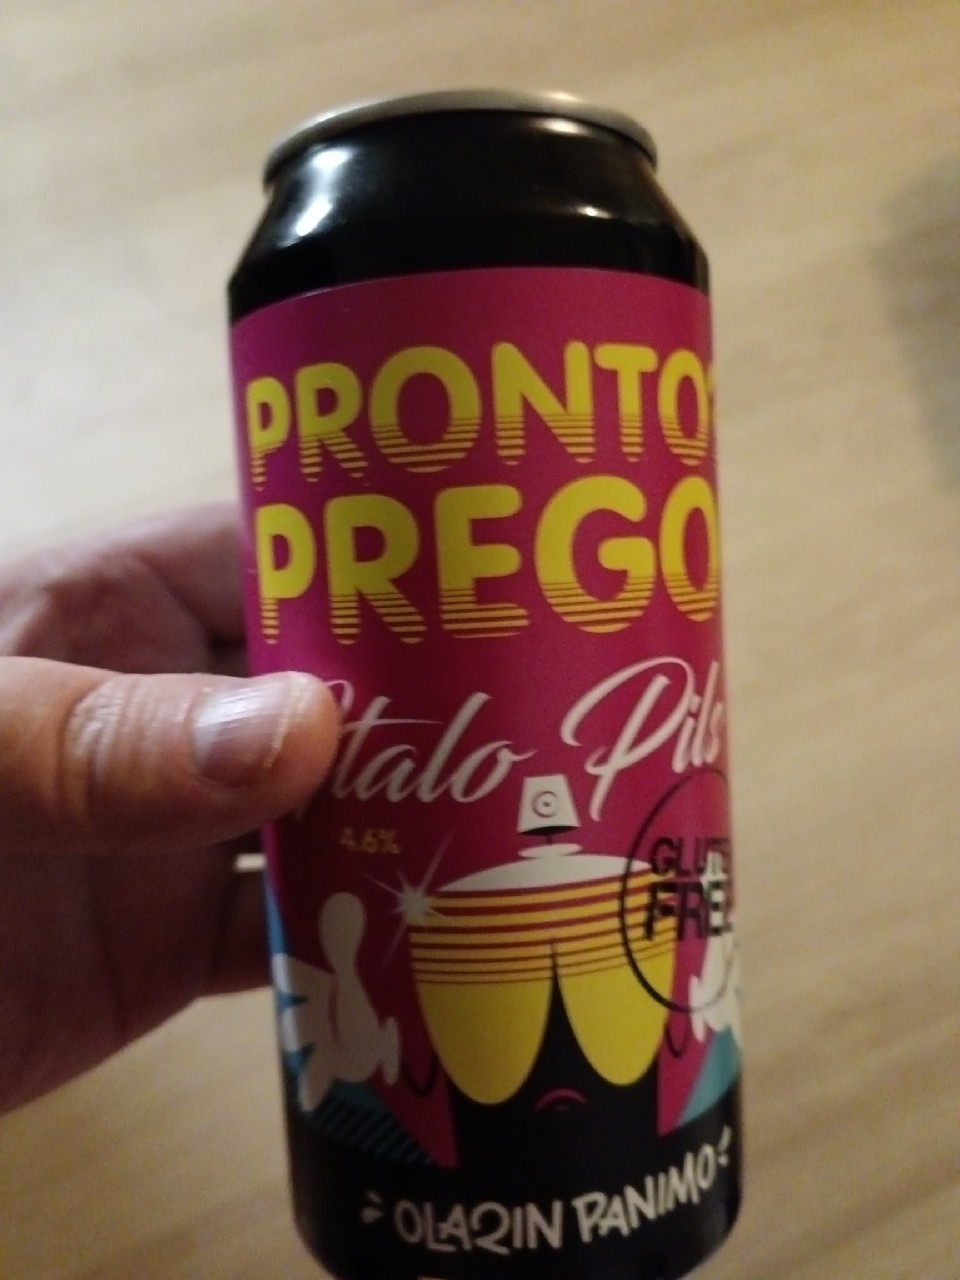 PRONTO?
PREGO
Italo Pils
4.6%
GLUTEN
FREE
OLARIN PANIMO